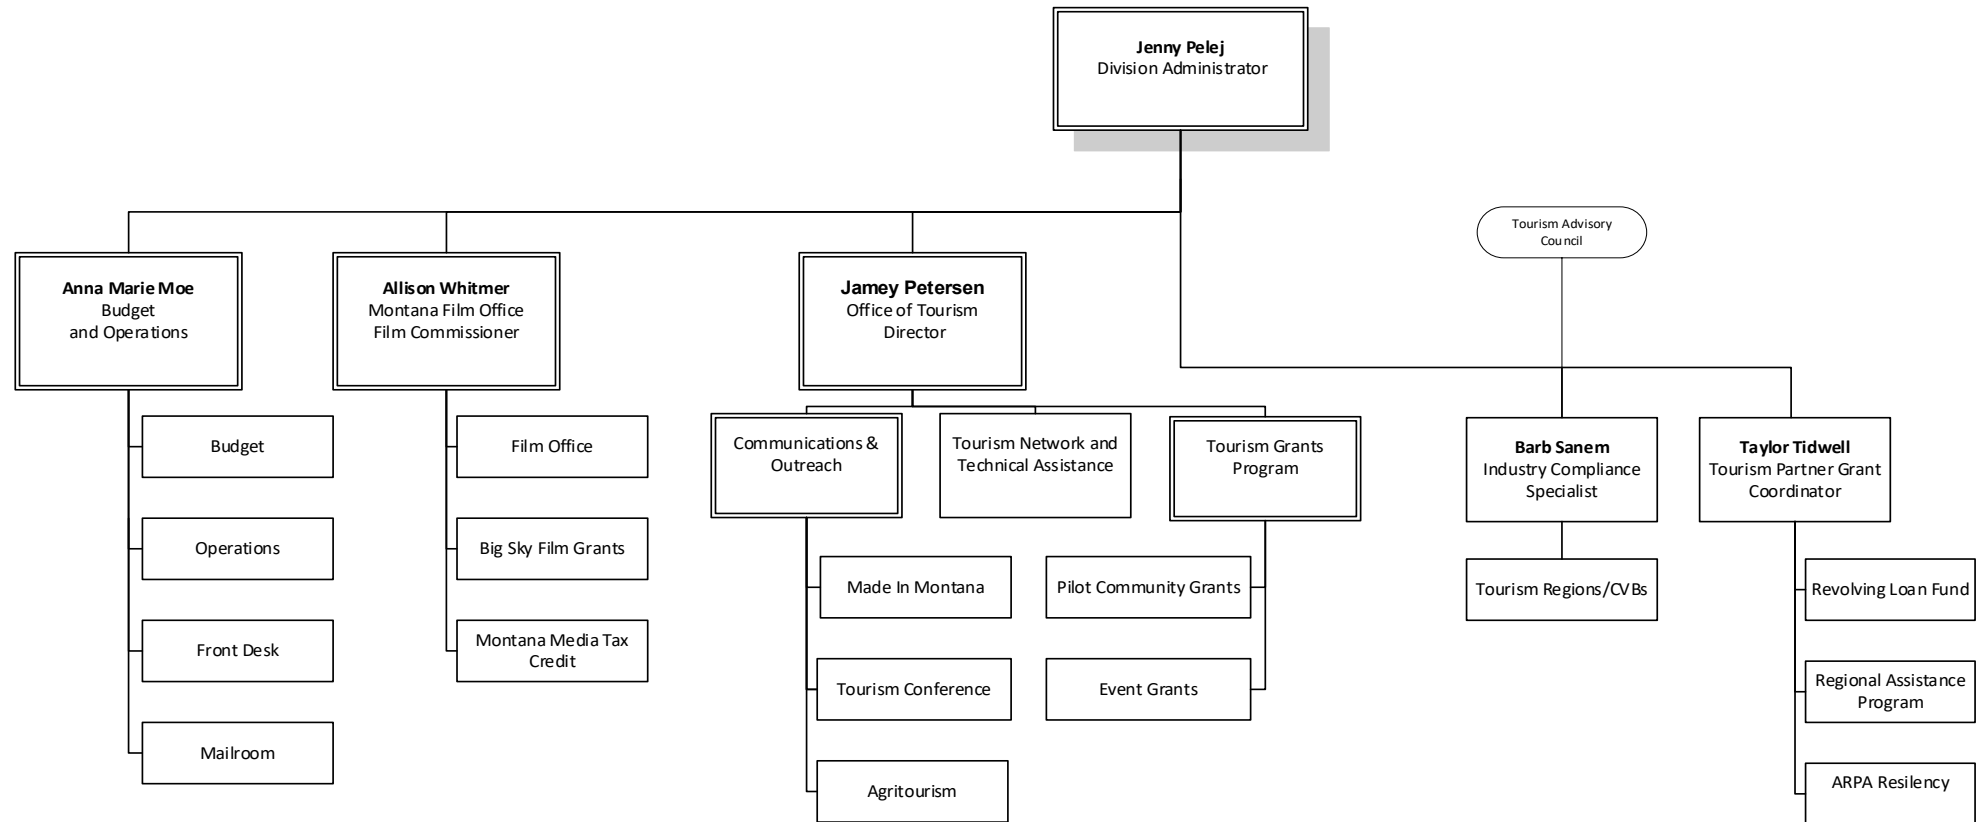 Jenny Pelej
Division Administrator
Tourism Advisory
Council
Anna Marie Moe
Budget
and Operations
Allison Whitmer
Montana Film Office
Film Commissioner
Jamey Petersen
Office of Tourism
Director
Budget
Operations
Front Desk
Mailroom
Film Office
Big Sky Film Grants
Montana Media Tax
Credit
Communications &
Outreach
Tourism Network and
Technical Assistance
Tourism Grants
Program
Made In Montana
Tourism Conference
Agritourism
Pilot Community Grants
Event Grants
Barb Sanem
Industry Compliance
Specialist
Tourism Regions/CVBs
Taylor Tidwell
Tourism Partner Grant
Coordinator
Revolving Loan Fund
Regional Assistance
Program
ARPA Resilency